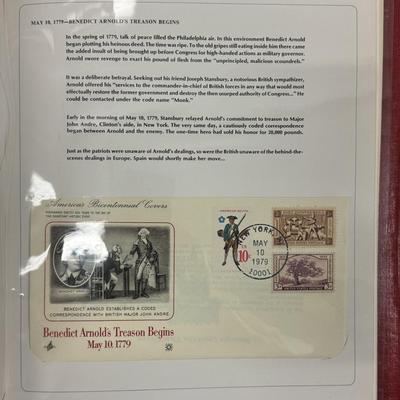 MAY 10, 1779—BENEDICT ARNOLD'S TREASON BEGINS
In the spring of 1779, talk of peace filled the Philadelphia air. In this environment Benedict Arnold
began plotting his heinous deed. The time was ripe. To the old gripes still eating inside him there
came the added insult of being brought up before Congress for high-handed actions as military governor.
Arnold swore revenge to exact his pound of flesh from the "unprincipled, malicious scoundrels."
It was a deliberate betrayal. Seeking out his friend Joseph Stansbury, a notorious British sympathizer,
Arnold offered his "services to the commander-in-chief of British forces in any way that would most
effectually restore the former government and destroy the then usurped authority of Congress..." He
could be contacted under the code name "Monk."
Early in the morning of May 10, 1779, Stansbury relayed Arnold's commitment to treason to Major
John Andre, Clinton's aide, in New York. The very same day, a cautiously coded correspondence
began between Arnold and the enemy. The one-time hero had sold his honor for 20,000 pounds.
Just as the patriots were unaware of Arnold's dealings, so were the British unaware of the behind-the-
scenes dealings in Europe. Spain would shortly make her move...
America's Bicentennial Covers
BENEDICT ARNOLD ESTABLISHED A CODED
CORRESPONDENCE WITH BRITISH MAJOR JOHN ANDRE
Benedict Arnold's Treason Begins
May 10, 1779
10c
NEW YORK, NY
MAY
10
1979
10001